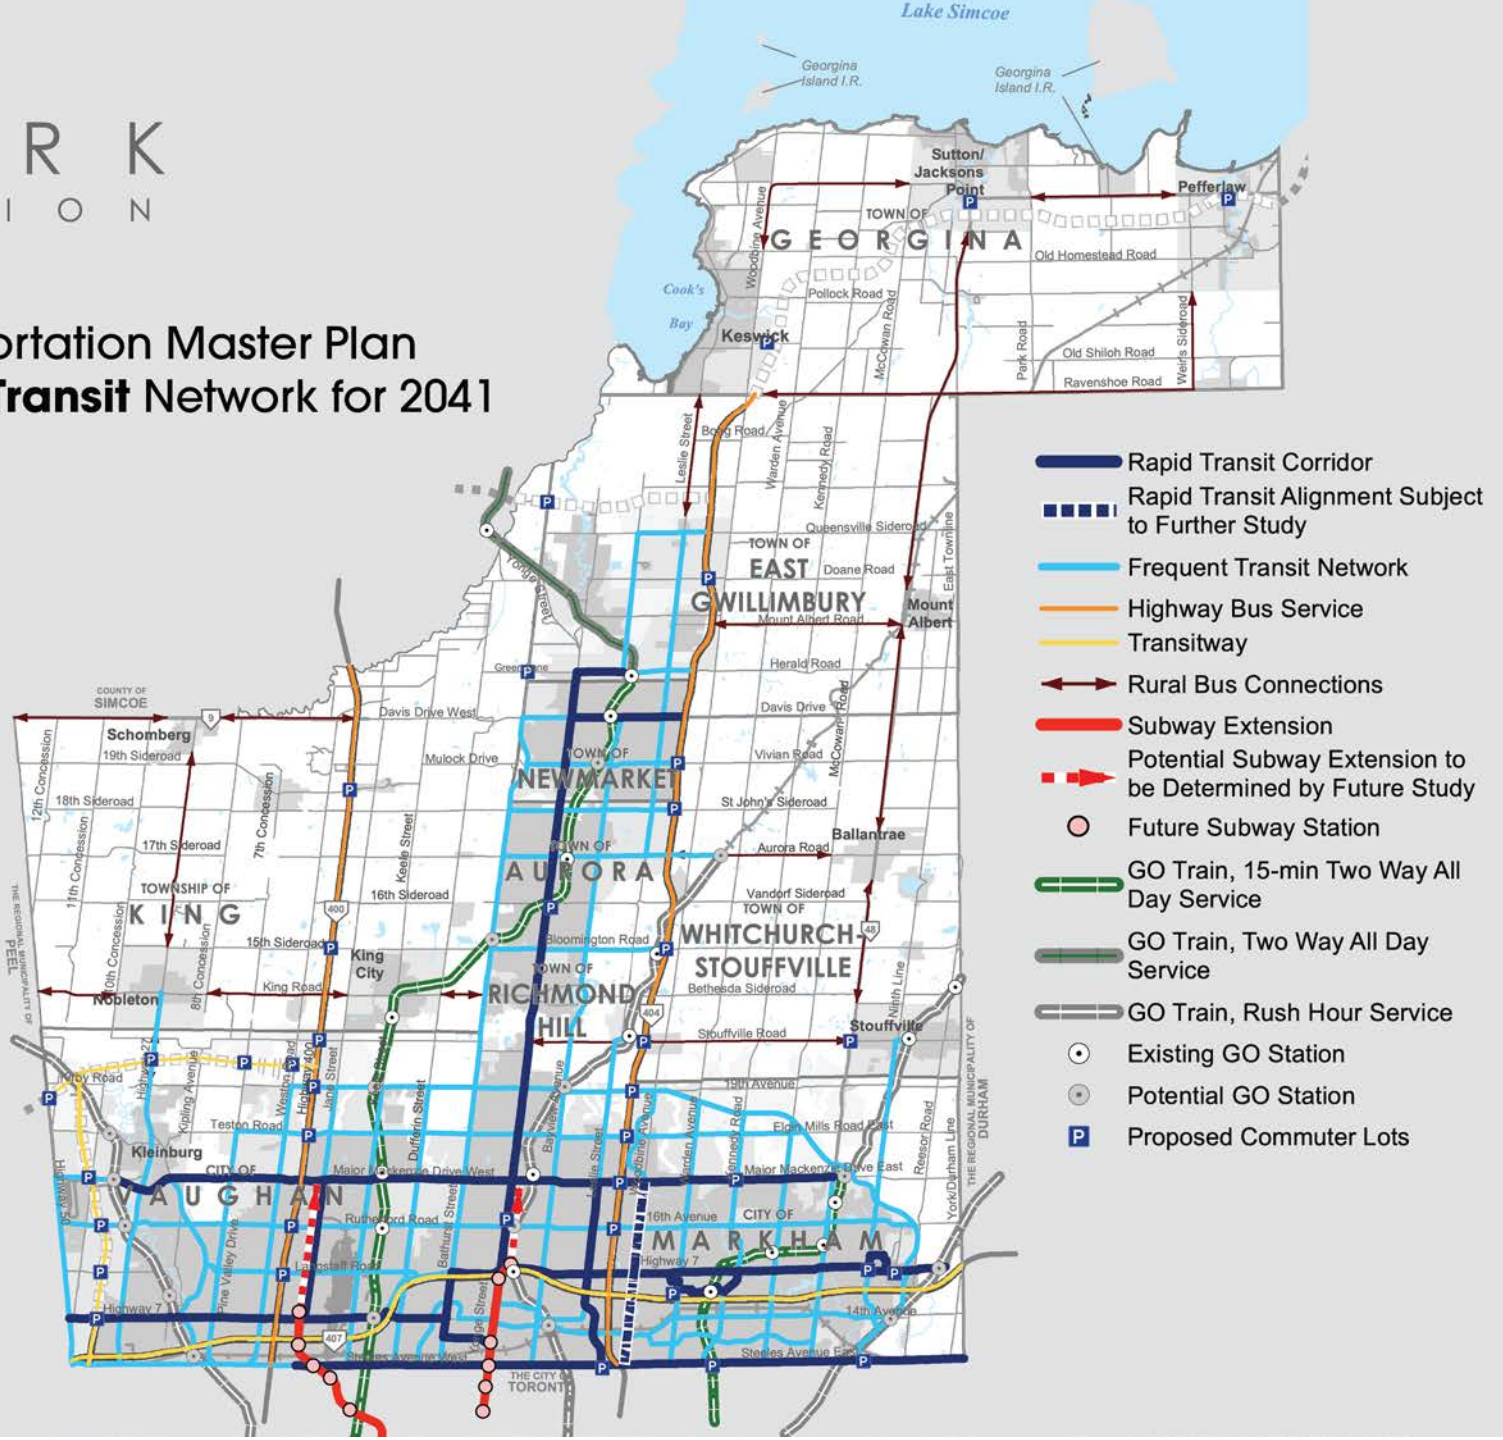 Lake Simcoe
Georgina
Island I.R.
Georgina
Island I.R.
R K
I O N
Sutton/
Jacksons
Point
Pefferlaw
TOWN OF
GEORGINA
Woodbine Avenue
Old Homestead Road
Cook's
Bay
Pollock Road
McCowan Road
Keswick
Park Road
Old Shiloh Road
Weir's Sideroad
Ravenshoe Road
ortation Master Plan
Transit Network for 2041
Leslie Street
Boag Road
Warden Avenue
Kennedy Road
Queensville Sideroad
TOWN OF
EAST
GWILLIMBURY
Doane Road
East Townline
Mount
Albert
Mount Albert Road
Yonge Street
Herald Road
COUNTY OF
SIMCOE
9
Davis Drive West
Davis Drive
McCowan Road
Schomberg
19th Sideroad
Mulock Drive
TOWN OF
NEWMARKET
Vivian Road
12th Concession
18th Sideroad
7th Concession
St John's Sideroad
11th Concession
17th Sideroad
Keele Street
TOWN OF
AURORA
Ballantrae
Aurora Road
TOWNSHIP OF
KING
16th Sideroad
Vandorf Sideroad
THE REGIONAL MUNICIPALITY OF
PEEL
400
10th Concession
8th Concession
15th Sideroad
King
City
Bloomington Road
TOWN OF
WHITCHURCH-
STOUFFVILLE
48
Nobleton
King Road
TOWN OF
RICHMOND
HILL
Bethesda Sideroad
Ninth Line
404
Stouffville Road
Stouffville
Kirby Road
Highway 27
Kipling Avenue
Weston Road
Highway 400
Jane Street
Dufferin Street
Bayview Avenue
19th Avenue
Teston Road
Leslie Street
Woodbine Avenue
Warden Avenue
Kennedy Road
Elgin Mills Road East
Reesor Road
York/Durham Line
THE REGIONAL MUNICIPALITY OF
DURHAM
Kleinburg
CITY OF
VAUGHAN
Major Mackenzie Drive West
Major Mackenzie Drive East
Highway 50
Pine Valley Drive
Rutherford Road
Bathurst Street
16th Avenue
CITY OF
MARKHAM
Langstaff Road
Highway 7
Highway 7
Yonge Street
14th Avenue
407
Steeles Avenue West
Steeles Avenue East
THE CITY OF
TORONTO
Rapid Transit Corridor
Rapid Transit Alignment Subject
to Further Study
Frequent Transit Network
Highway Bus Service
Transitway
Rural Bus Connections
Subway Extension
Potential Subway Extension to
be Determined by Future Study
Future Subway Station
GO Train, 15-min Two Way All
Day Service
GO Train, Two Way All Day
Service
GO Train, Rush Hour Service
Existing GO Station
Potential GO Station
P Proposed Commuter Lots